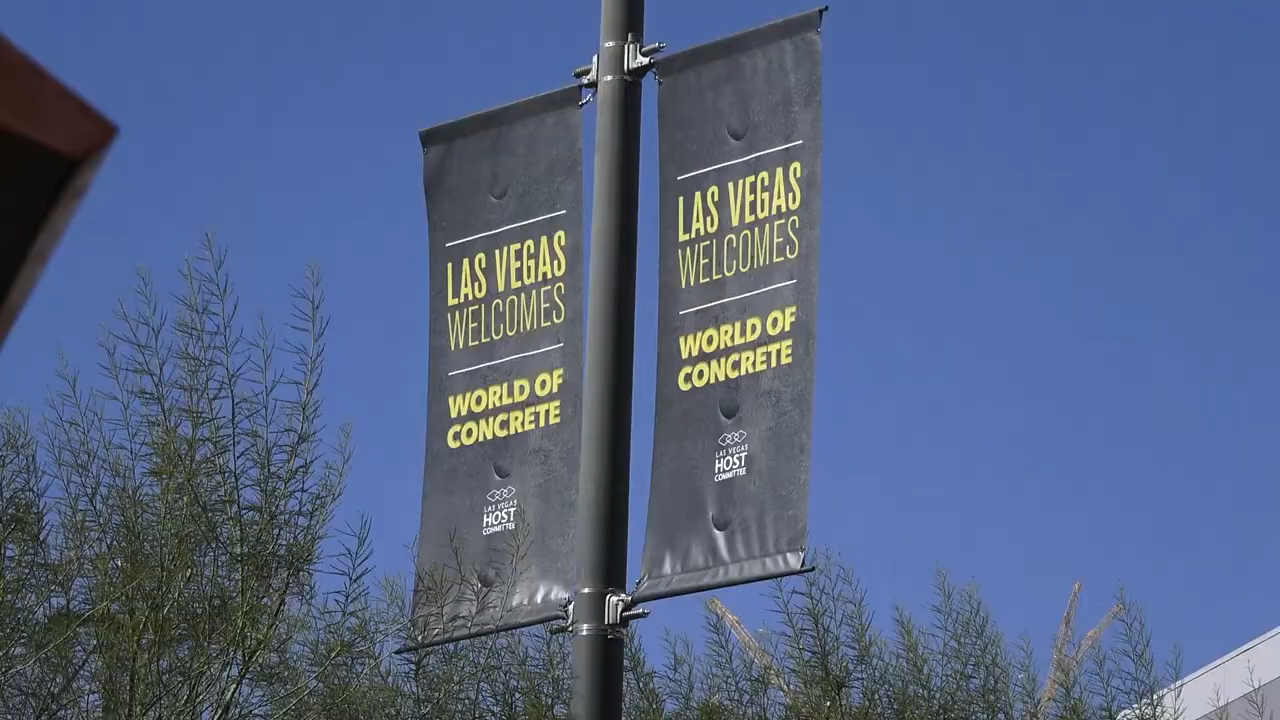 LAS VEGAS
WELCOMES
WORLD OF
CONCRETE
LAS VEGAS
HOST
COMMITTEE
LAS VEGAS
WELCOMES
WORLD OF
CONCRETE
LAS VEGAS
HOST
COMMITTEE